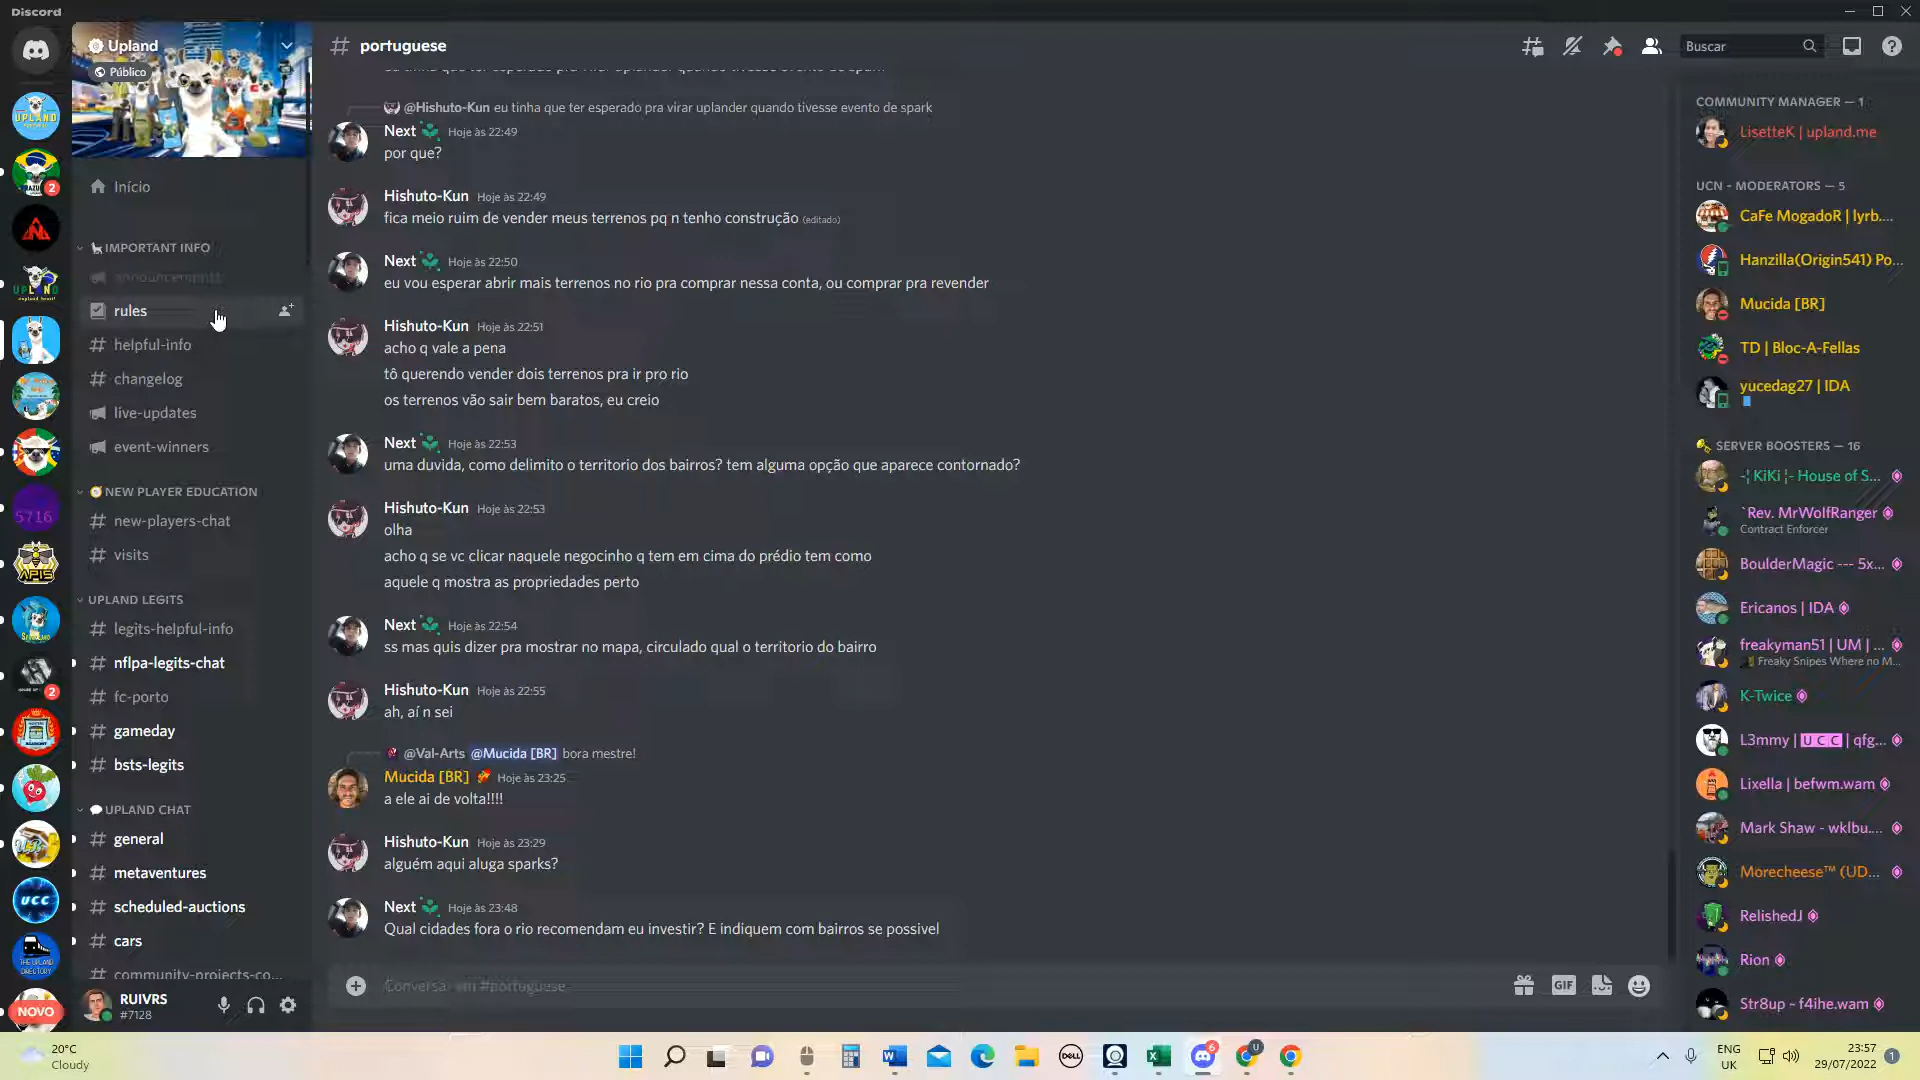 Discord
Upland
Público
Início
IMPORTANT INFO
announcements
rules
helpful-info
changelog
live-updates
event-winners
NEW PLAYER EDUCATION
new-players-chat
visits
UPLAND LEGITS
legits-helpful-info
nflpa-legits-chat
fc-porto
gameday
bsts-legits
UPLAND CHAT
general
metaventures
scheduled-auctions
cars
community-projects-co...
RUIVRS
#7128
UPLAND
2
5716
APIS
2
UCC
THE UPLAND
DIRECTORY
NOVO
# portuguese
Buscar
@Hishuto-Kun eu tinha que ter esperado pra virar uplander quando tivesse evento de spark
Next Hoje às 22:49
por que?
Hishuto-Kun Hoje às 22:49
fica meio ruim de vender meus terrenos pq n tenho construção (editado)
Next Hoje às 22:50
eu vou esperar abrir mais terrenos no rio pra comprar nessa conta, ou comprar pra revender
Hishuto-Kun Hoje às 22:51
acho q vale a pena
tô querendo vender dois terrenos pra ir pro rio
os terrenos vão sair bem baratos, eu creio
Next Hoje às 22:53
uma duvida, como delimito o territorio dos bairros? tem alguma opção que aparece contornado?
Hishuto-Kun Hoje às 22:53
olha
acho q se vc clicar naquele negocinho q tem em cima do prédio tem como
aquele q mostra as propriedades perto
Next Hoje às 22:54
ss mas quis dizer pra mostrar no mapa, circulado qual o territorio do bairro
Hishuto-Kun Hoje às 22:55
ah, aí n sei
@Val-Arts @Mucida [BR] bora mestre!
Mucida [BR] Hoje às 23:25
a ele ai de volta!!!!
Hishuto-Kun Hoje às 23:29
alguém aqui aluga sparks?
Next Hoje às 23:48
Qual cidades fora o rio recomendam eu investir? E indiquem com bairros se possivel
Conversa em #portuguese
GIF
COMMUNITY MANAGER — 1
LisetteK | upland.me
UCN - MODERATORS — 5
CaFe MogadoR | lyrb....
Hanzilla(Origin541) Po...
Mucida [BR]
TD | Bloc-A-Fellas
yucedag27 | IDA
SERVER BOOSTERS — 16
-¦ KiKi ¦- House of S...
`Rev. MrWolfRanger
Contract Enforcer
BoulderMagic --- 5x...
Ericanos | IDA
freakyman51 | UM | ...
Freaky Snipes Where no M...
K-Twice
L3mmy | UCC | qfg...
Lixella | befwm.wam
Mark Shaw - wklbu....
Morecheese™ (UD...
RelishedJ
Rion
Str8up - f4ihe.wam
20°C
Cloudy
DELL
6
U
ENG
UK
23:57
29/07/2022
1